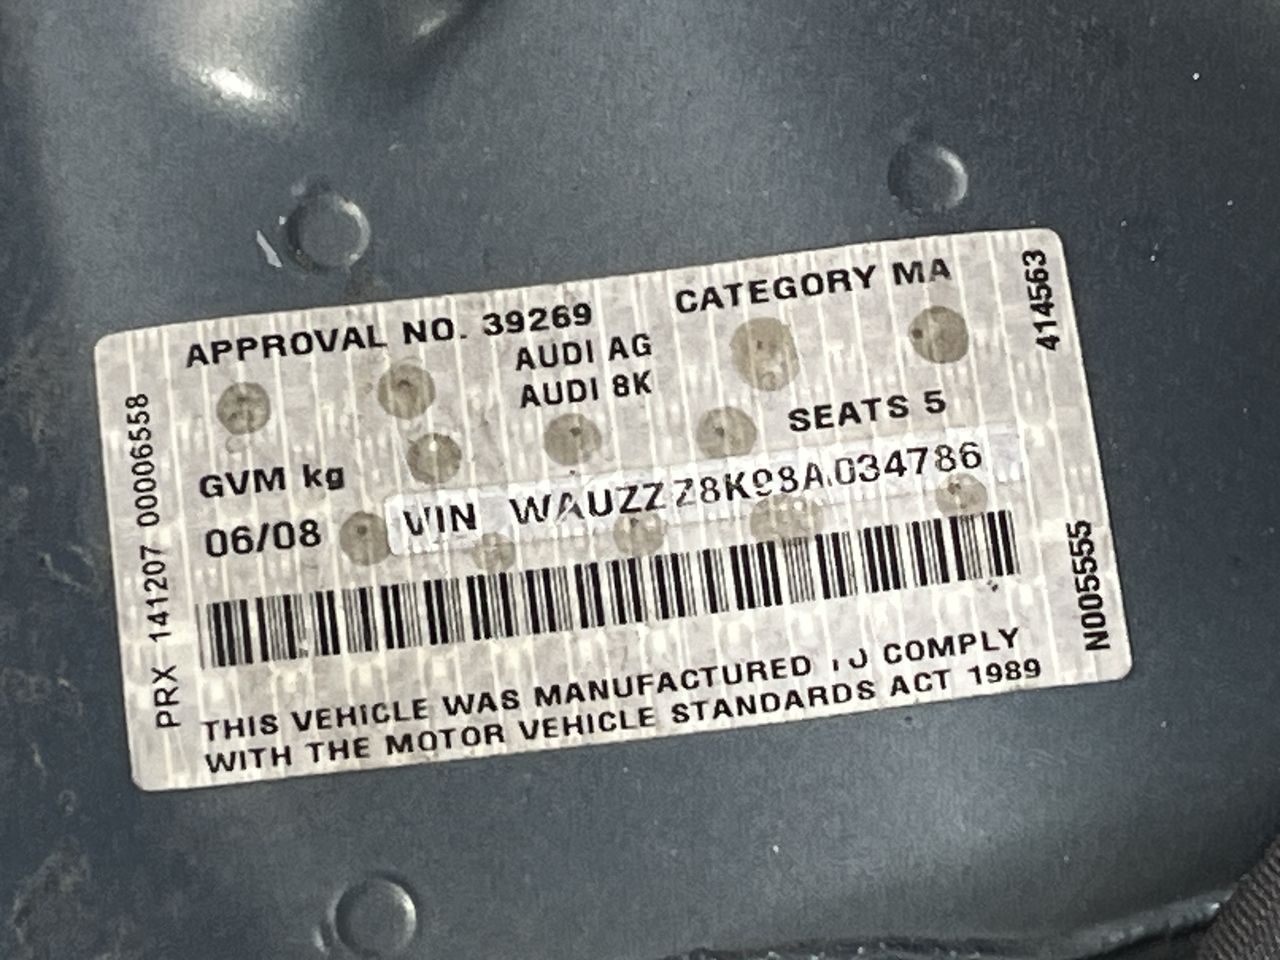 APPROVAL NO. 39269
CATEGORY MA
414563
AUDI AG
AUDI 8K
SEATS 5
GVM kg
06/08
VIN WAUZZZ8K98A034786
PRX 141207 00006558
N005555
THIS VEHICLE WAS MANUFACTURED TO COMPLY
WITH THE MOTOR VEHICLE STANDARDS ACT 1989